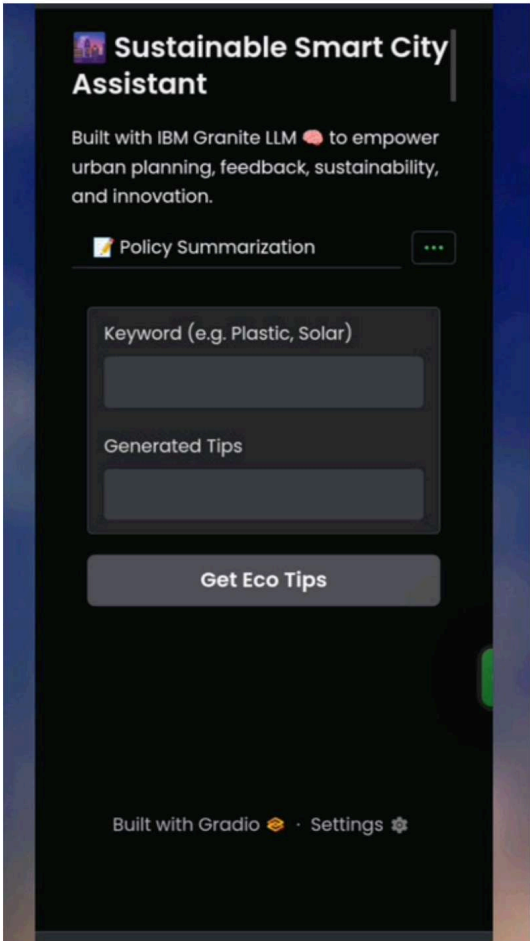 🌆 Sustainable Smart City
Assistant
Built with IBM Granite LLM 🧠 to empower
urban planning, feedback, sustainability,
and innovation.
📝 Policy Summarization
...
Keyword (e.g. Plastic, Solar)
Generated Tips
Get Eco Tips
Built with Gradio · Settings ⚙️